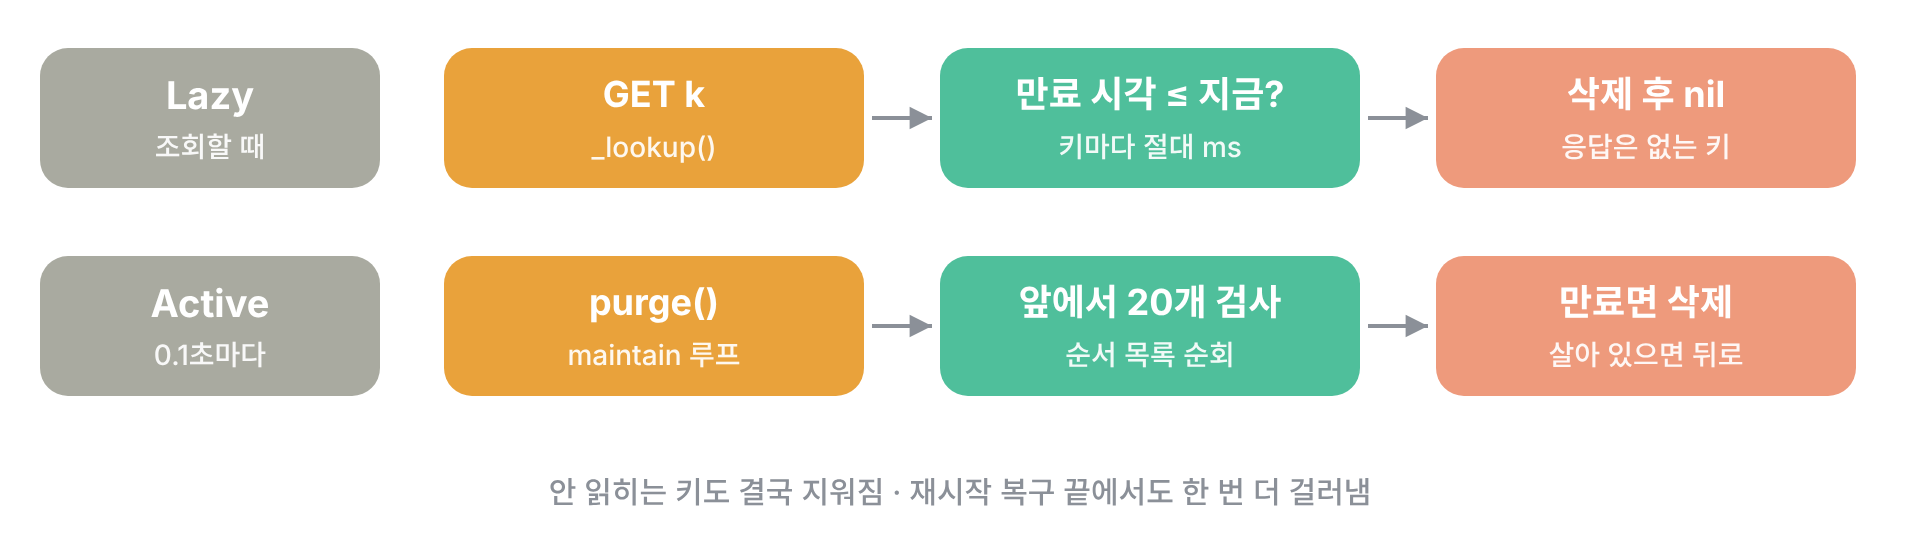 Lazy
조회할 때
GET k
_lookup()
만료 시각 ≤ 지금?
키마다 절대 ms
삭제 후 nil
응답은 없는 키
Active
0.1초마다
purge()
maintain 루프
앞에서 20개 검사
순서 목록 순회
만료면 삭제
살아 있으면 뒤로
안 읽히는 키도 결국 지워짐 · 재시작 복구 끝에서도 한 번 더 걸러냄